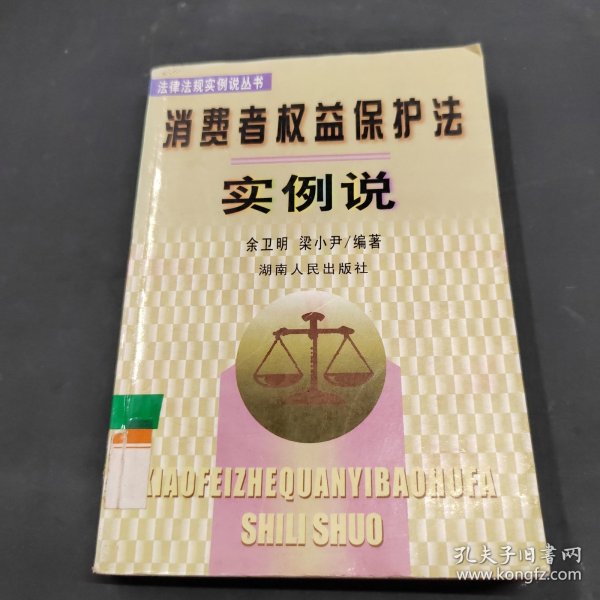 法律法规实例说丛书
消费者权益保护法
实例说
余卫明 梁小尹/编著
湖南人民出版社
XIAOFEIZHEQUANYIBAOHUFA
SHILI SHUO
孔夫子旧书网
www.kongfz.com